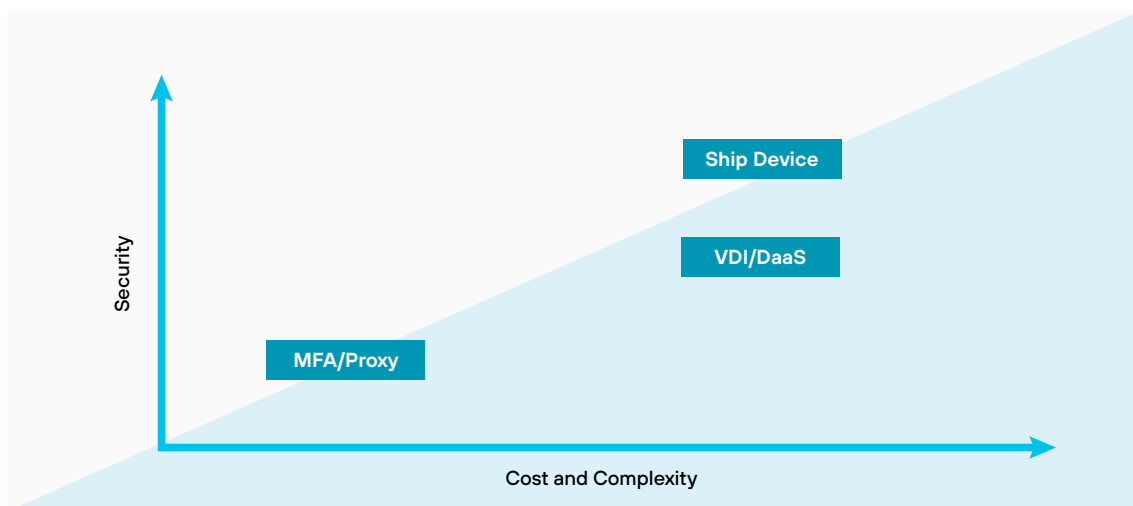 Ship Device
VDI/DaaS
Security
MFA/Proxy
Cost and Complexity